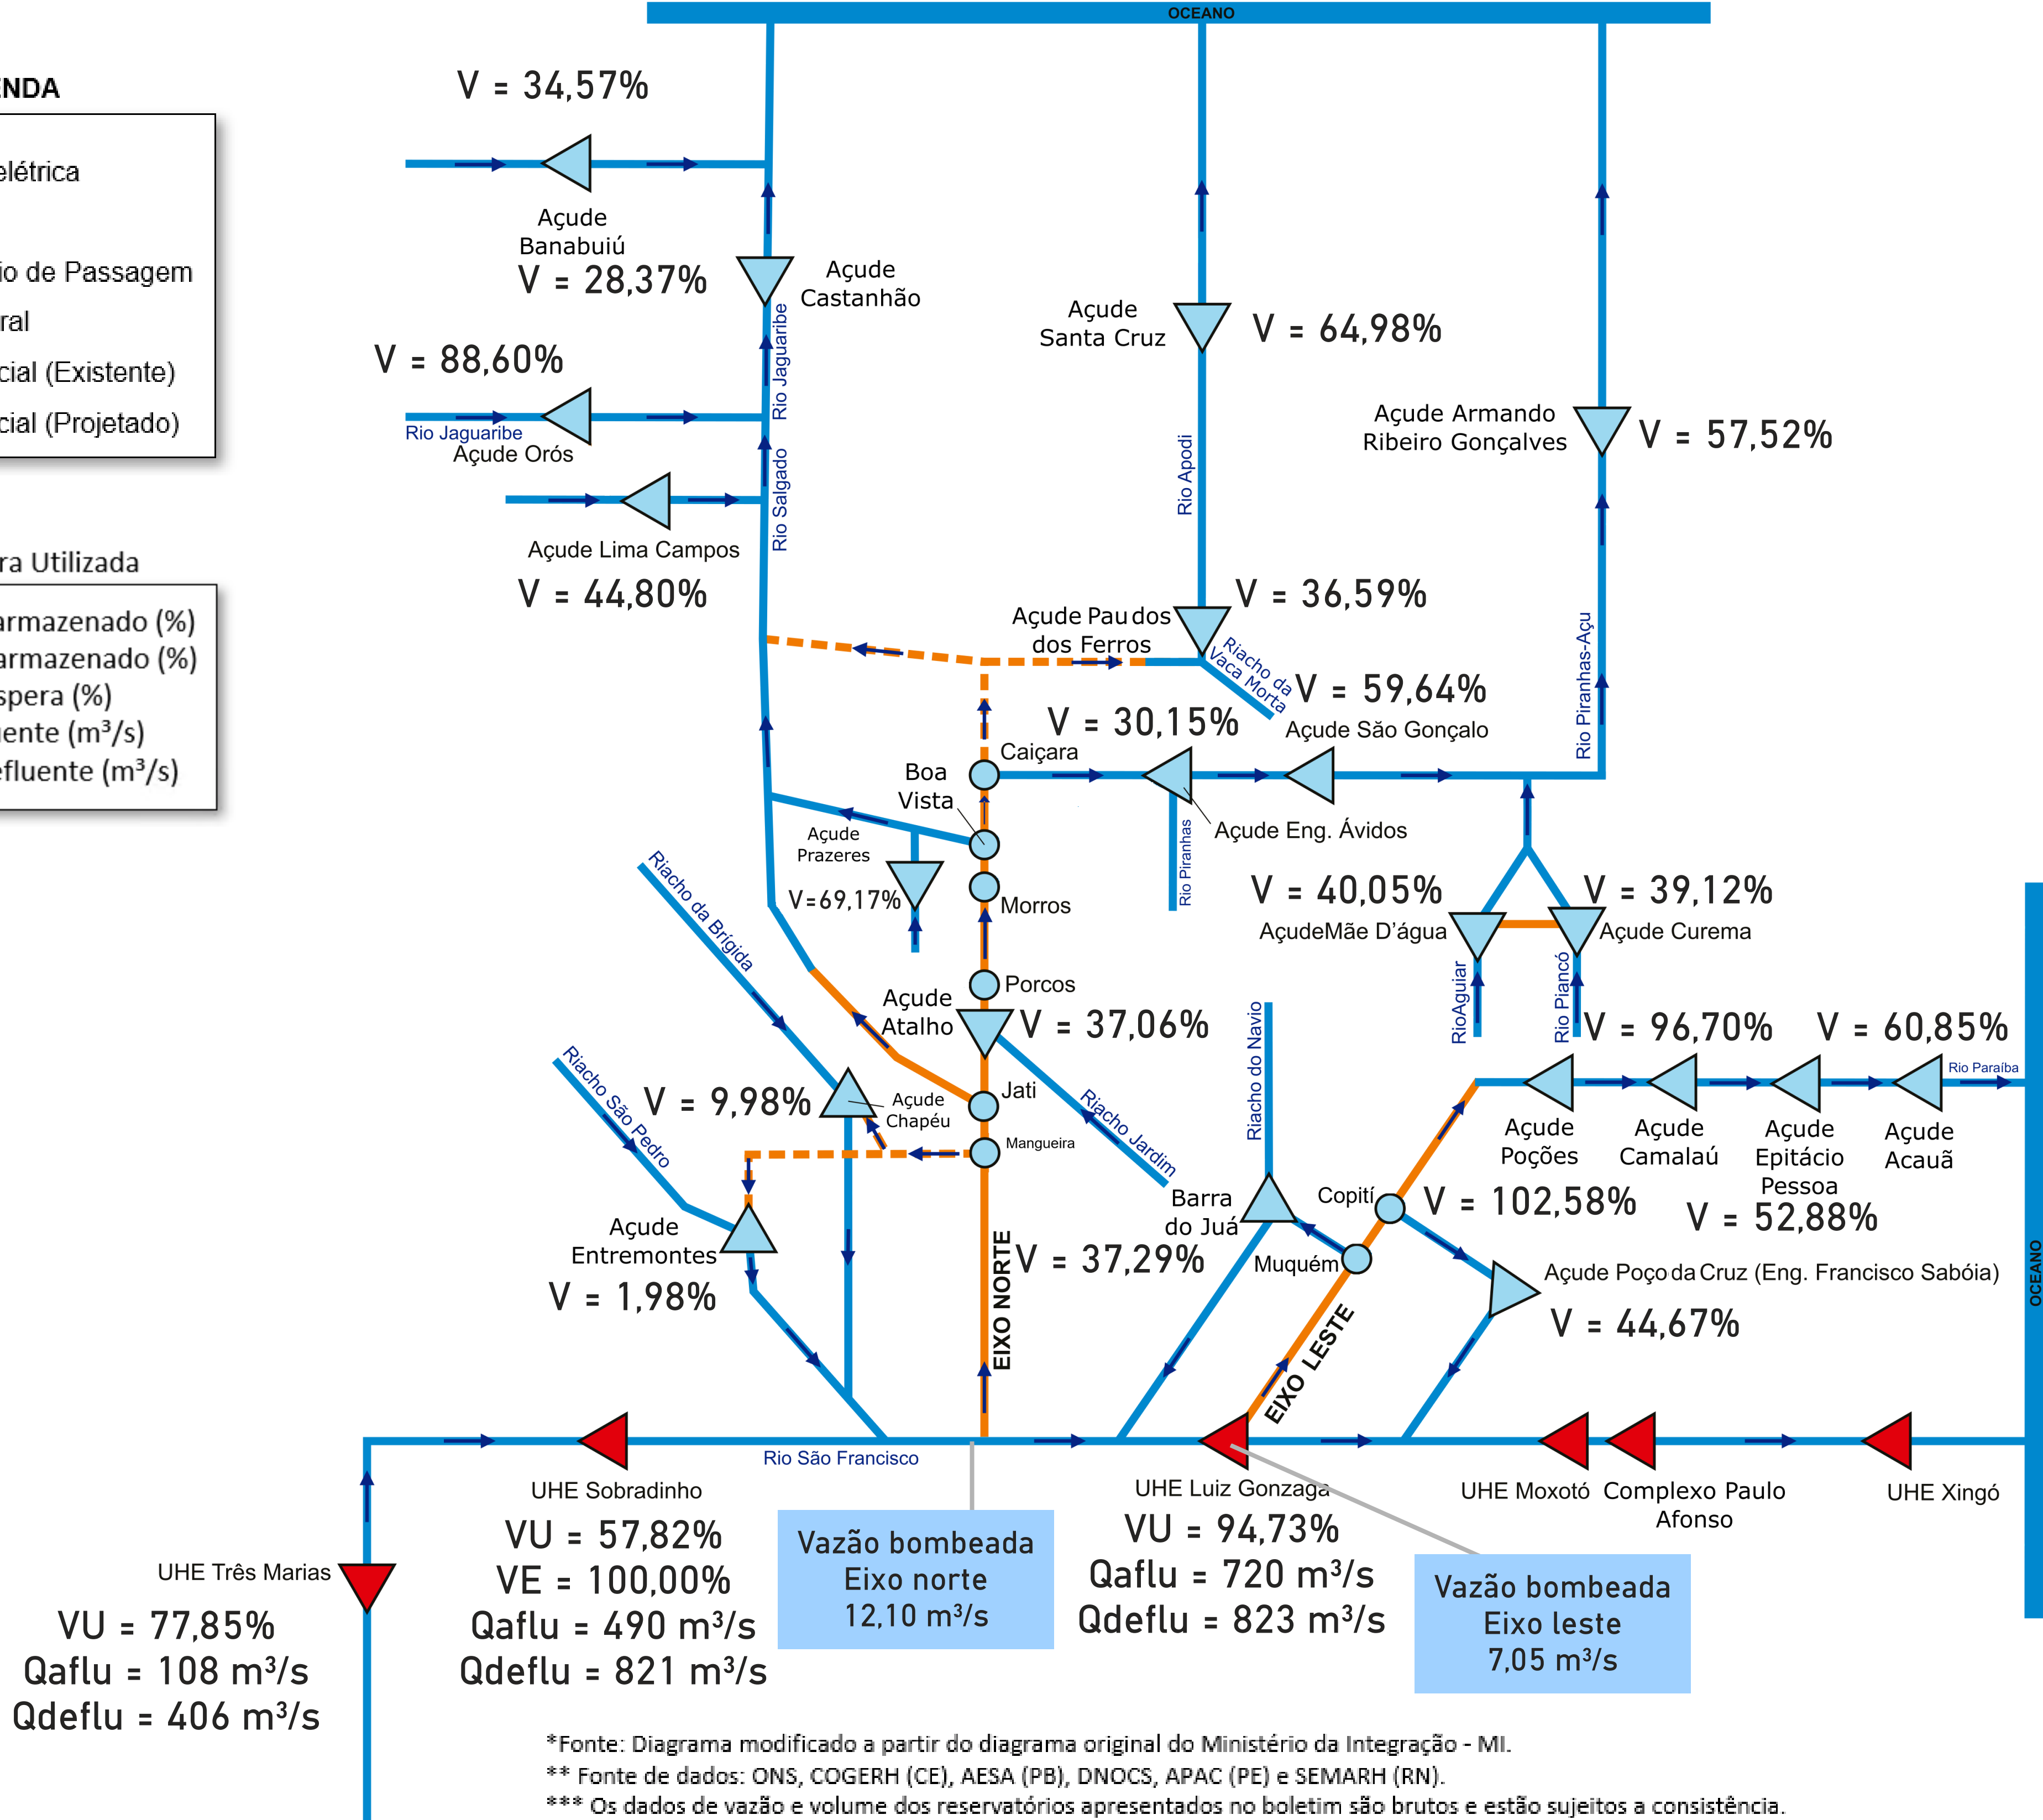 OCEANO
V = 34,57%
Açude
Banabuiú
V = 28,37%
Açude
Castanhão
Rio Jaguaribe
V = 88,60%
Rio Jaguaribe
Açude Orós
Rio Salgado
Açude Lima Campos
V = 44,80%
Açude
Santa Cruz
V = 64,98%
Rio Apodi
Açude Armando
Ribeiro Gonçalves
V = 57,52%
Rio Piranhas-Açu
Açude Pau dos
dos Ferros
V = 36,59%
Riacho da
Vaca Morta
V = 59,64%
Açude São Gonçalo
V = 30,15%
Caiçara
Boa
Vista
Açude Eng. Ávidos
Rio Piranhas
Açude
Prazeres
V=69,17%
Morros
V = 40,05%
AçudeMãe D'água
V = 39,12%
Açude Curema
RioAguiar
Rio Piancó
Riacho da Brígida
Porcos
Açude
Atalho
V = 37,06%
Riacho São Pedro
V = 9,98%
Açude
Chapéu
Jati
Mangueira
Riacho Jardim
Riacho do Navio
V = 96,70%
V = 60,85%
Rio Paraíba
Açude
Poções
Açude
Camalaú
Açude
Epitácio
Pessoa
Açude
Acauã
V = 102,58%
V = 52,88%
Barra
do Juá
Copití
Muquém
V = 37,29%
Açude
Entremontes
V = 1,98%
EIXO NORTE
EIXO LESTE
Açude Poço da Cruz (Eng. Francisco Sabóia)
V = 44,67%
OCEANO
Rio São Francisco
UHE Sobradinho
VU = 57,82%
VE = 100,00%
Qaflu = 490 m³/s
Qdeflu = 821 m³/s
Vazão bombeada
Eixo norte
12,10 m³/s
UHE Luiz Gonzaga
VU = 94,73%
Qaflu = 720 m³/s
Qdeflu = 823 m³/s
Vazão bombeada
Eixo leste
7,05 m³/s
UHE Moxotó
Complexo Paulo
Afonso
UHE Xingó
UHE Três Marias
VU = 77,85%
Qaflu = 108 m³/s
Qdeflu = 406 m³/s
ENDA
elétrica
io de Passagem
ral
cial (Existente)
cial (Projetado)
ra Utilizada
armazenado (%)
armazenado (%)
spera (%)
uente (m³/s)
efluente (m³/s)
*Fonte: Diagrama modificado a partir do diagrama original do Ministério da Integração - MI.
** Fonte de dados: ONS, COGERH (CE), AESA (PB), DNOCS, APAC (PE) e SEMARH (RN).
*** Os dados de vazão e volume dos reservatórios apresentados no boletim são brutos e estão sujeitos a consistência.